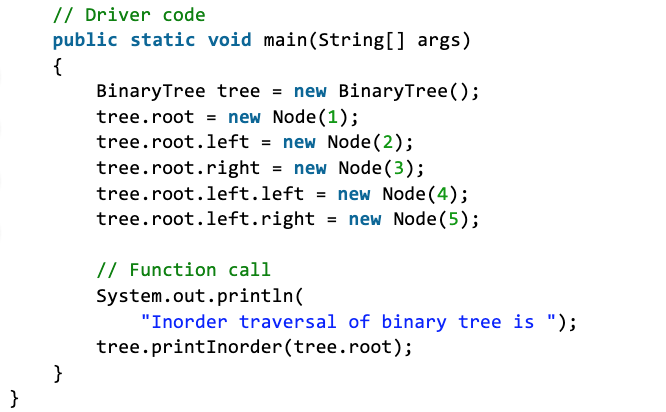 // Driver code
public static void main(String[] args)
{
BinaryTree tree = new BinaryTree();
tree.root = new Node(1);
tree.root.left = new Node(2);
tree.root.right = new Node(3);
tree.root.left.left = new Node(4);
tree.root.left.right = new Node(5);
// Function call
System.out.println(
"Inorder traversal of binary tree is ");
tree.printInorder(tree.root);
}
}